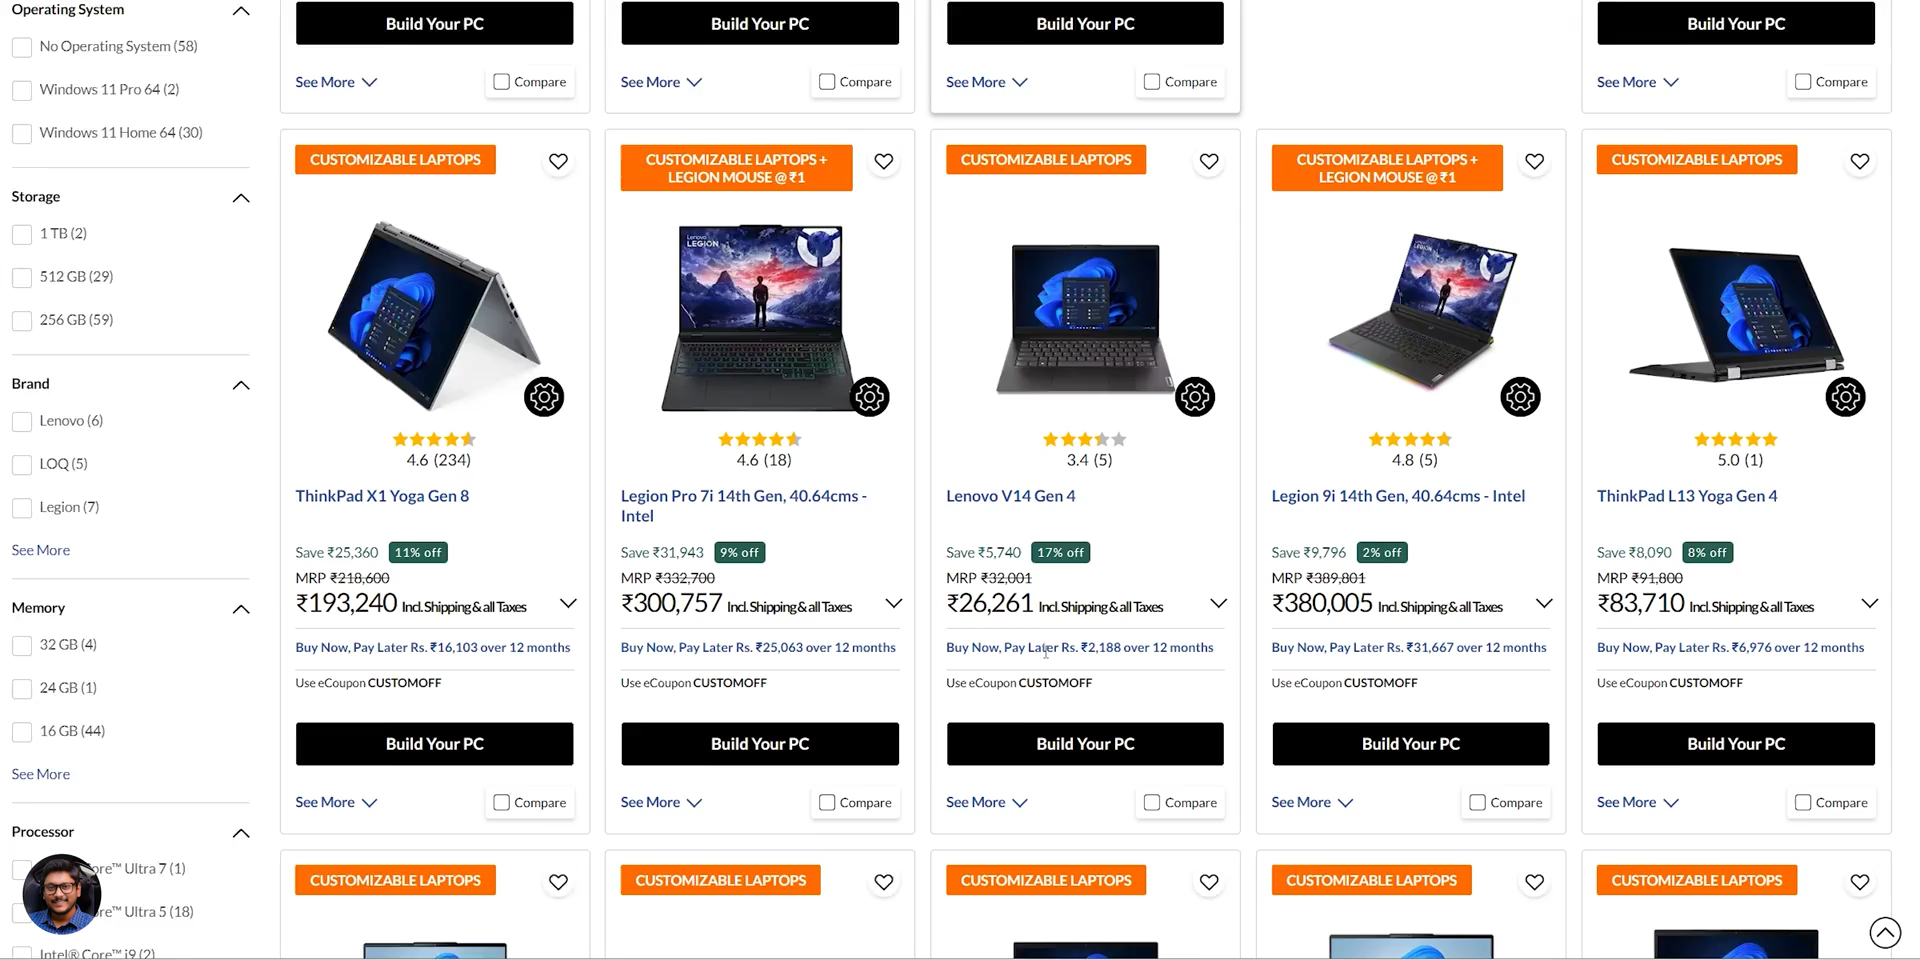 Operating System
No Operating System (58)
Windows 11 Pro 64 (2)
Windows 11 Home 64 (30)
Storage
1 TB (2)
512 GB (29)
256 GB (59)
Brand
Lenovo (6)
LOQ (5)
Legion (7)
See More
Memory
32 GB (4)
24 GB (1)
16 GB (44)
See More
Processor
ore™ Ultra 7 (1)
re™ Ultra 5 (18)
Intel® Core™ i9 (2)
Build Your PC
See More
Compare
Build Your PC
See More
Compare
Build Your PC
See More
Compare
Build Your PC
See More
Compare
CUSTOMIZABLE LAPTOPS
4.6 (234)
ThinkPad X1 Yoga Gen 8
Save ₹25,360 11% off
MRP ₹218,600
₹193,240 Incl. Shipping & all Taxes
Buy Now, Pay Later Rs. ₹16,103 over 12 months
Use eCoupon CUSTOMOFF
Build Your PC
See More
Compare
CUSTOMIZABLE LAPTOPS +
LEGION MOUSE @ ₹1
Lenovo
LEGION
4.6 (18)
Legion Pro 7i 14th Gen, 40.64cms -
Intel
Save ₹31,943 9% off
MRP ₹332,700
₹300,757 Incl. Shipping & all Taxes
Buy Now, Pay Later Rs. ₹25,063 over 12 months
Use eCoupon CUSTOMOFF
Build Your PC
See More
Compare
CUSTOMIZABLE LAPTOPS
3.4 (5)
Lenovo V14 Gen 4
Save ₹5,740 17% off
MRP ₹32,001
₹26,261 Incl. Shipping & all Taxes
Buy Now, Pay Later Rs. ₹2,188 over 12 months
Use eCoupon CUSTOMOFF
Build Your PC
See More
Compare
CUSTOMIZABLE LAPTOPS +
LEGION MOUSE @ ₹1
LEGION
4.8 (5)
Legion 9i 14th Gen, 40.64cms - Intel
Save ₹9,796 2% off
MRP ₹389,801
₹380,005 Incl. Shipping & all Taxes
Buy Now, Pay Later Rs. ₹31,667 over 12 months
Use eCoupon CUSTOMOFF
Build Your PC
See More
Compare
CUSTOMIZABLE LAPTOPS
5.0 (1)
ThinkPad L13 Yoga Gen 4
Save ₹8,090 8% off
MRP ₹91,800
₹83,710 Incl. Shipping & all Taxes
Buy Now, Pay Later Rs. ₹6,976 over 12 months
Use eCoupon CUSTOMOFF
Build Your PC
See More
Compare
CUSTOMIZABLE LAPTOPS
CUSTOMIZABLE LAPTOPS
CUSTOMIZABLE LAPTOPS
CUSTOMIZABLE LAPTOPS
CUSTOMIZABLE LAPTOPS